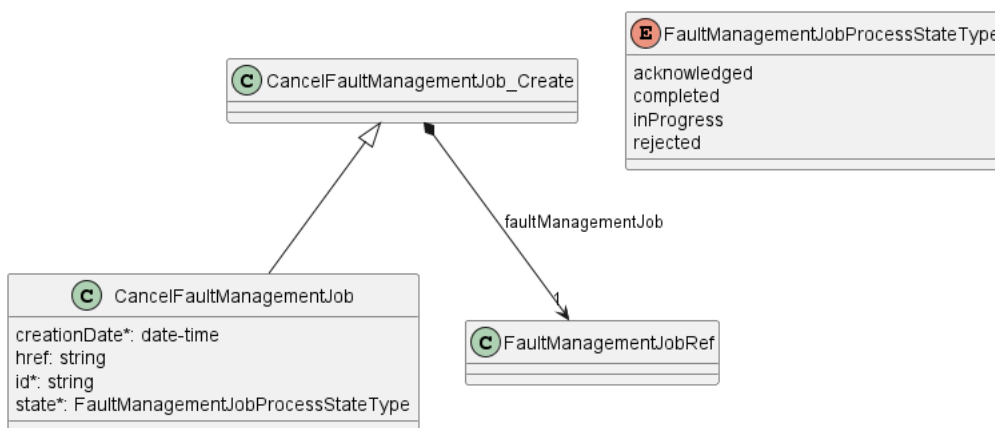 E FaultManagementJobProcessStateType
acknowledged
completed
inProgress
rejected
C CancelFaultManagementJob_Create
faultManagementJob
1
C CancelFaultManagementJob
creationDate*: date-time
href: string
id*: string
state*: FaultManagementJobProcessStateType
C FaultManagementJobRef